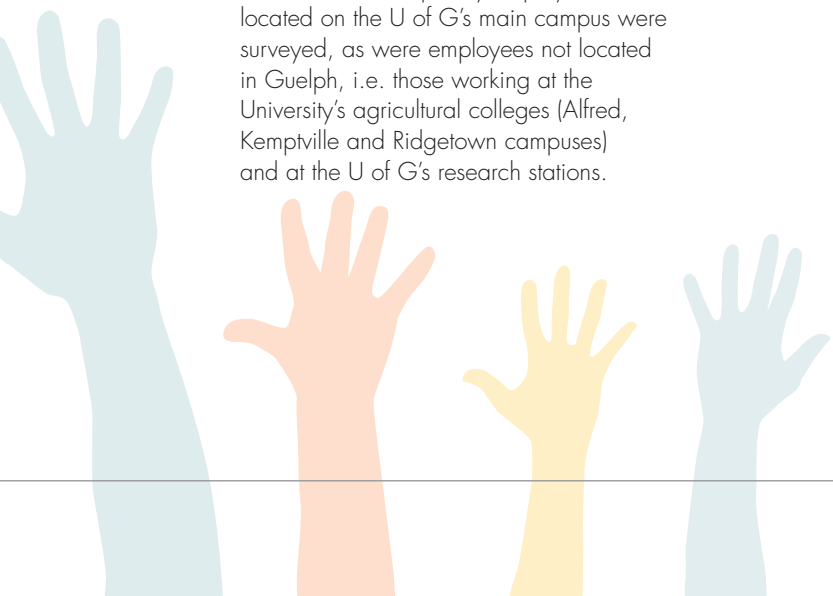 located on the U of G’s main campus were
surveyed, as were employees not located
in Guelph, i.e. those working at the
University’s agricultural colleges (Alfred,
Kemptville and Ridgetown campuses)
and at the U of G’s research stations.